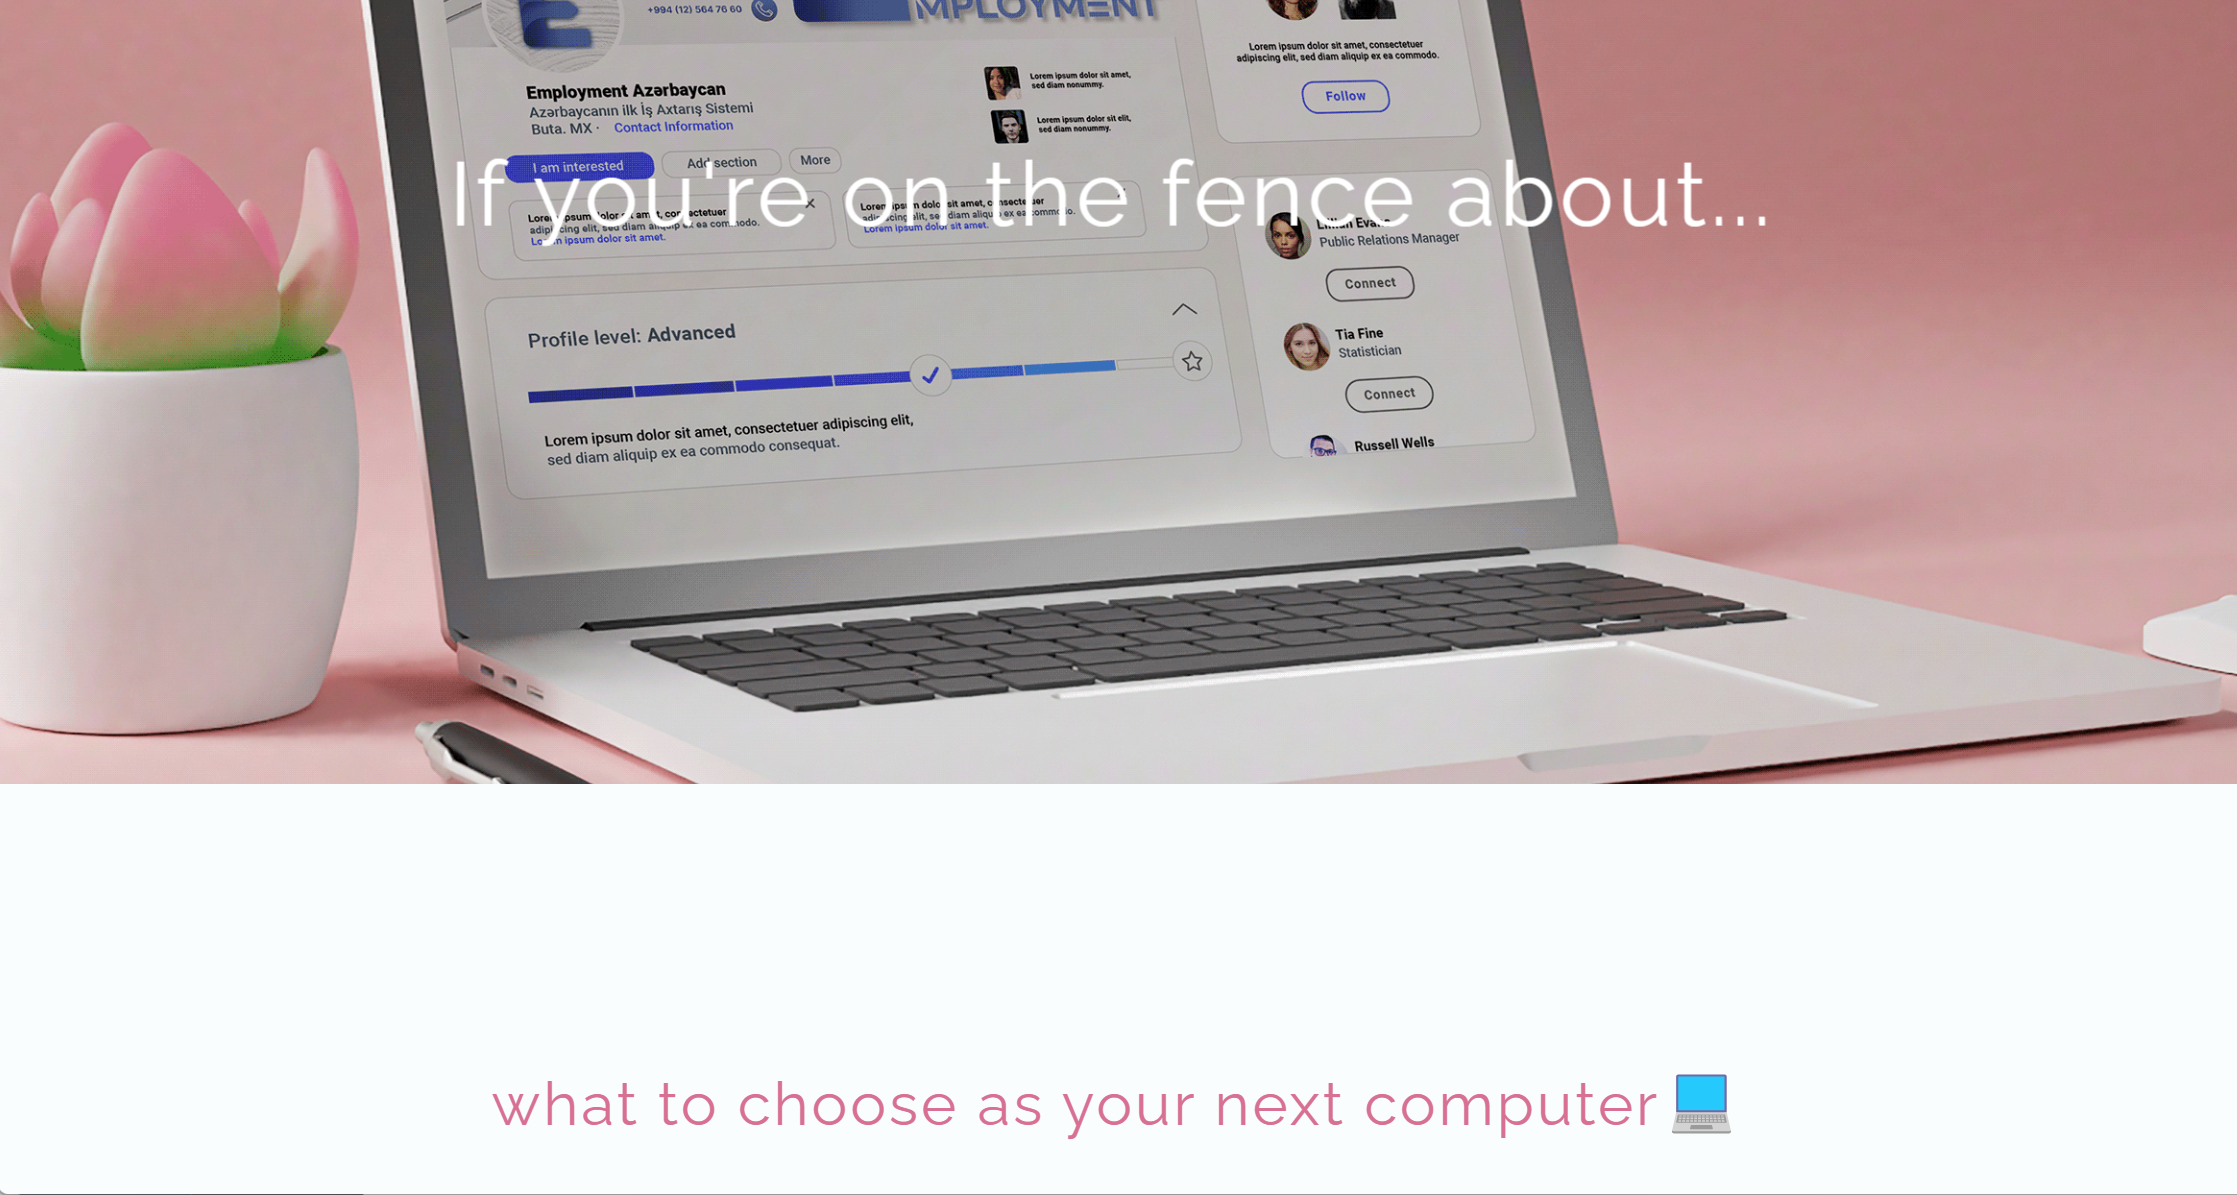 +994 (12) 564 76 60
MPLOYMENT
Employment Azərbaycan
Azərbaycanın ilk İş Axtarış Sistemi
Buta. MX · Contact Information
I am interested
Add section
More
Lorem ipsum dolor sit amet,
sed diam nonummy.
Lorem ipsum dolor sit elit,
sed diam nonummy.
Lorem ipsum dolor sit amet, consectetuer
adipiscing elit, sed diam aliquip ex ea commodo.
Follow
If you're on the fence about...
Lorem ipsum dolor sit amet, consectetuer
adipiscing elit, sed diam aliquip ex ea commodo.
Lorem ipsum dolor sit amet.
Lorem ipsum dolor sit amet, consectetuer
adipiscing elit, sed diam aliquip ex ea commodo.
Lorem ipsum dolor sit amet.
Lillian Evans
Public Relations Manager
Connect
Tia Fine
Statistician
Connect
Russell Wells
Profile level: Advanced
Lorem ipsum dolor sit amet, consectetuer adipiscing elit,
sed diam aliquip ex ea commodo consequat.
what to choose as your next computer